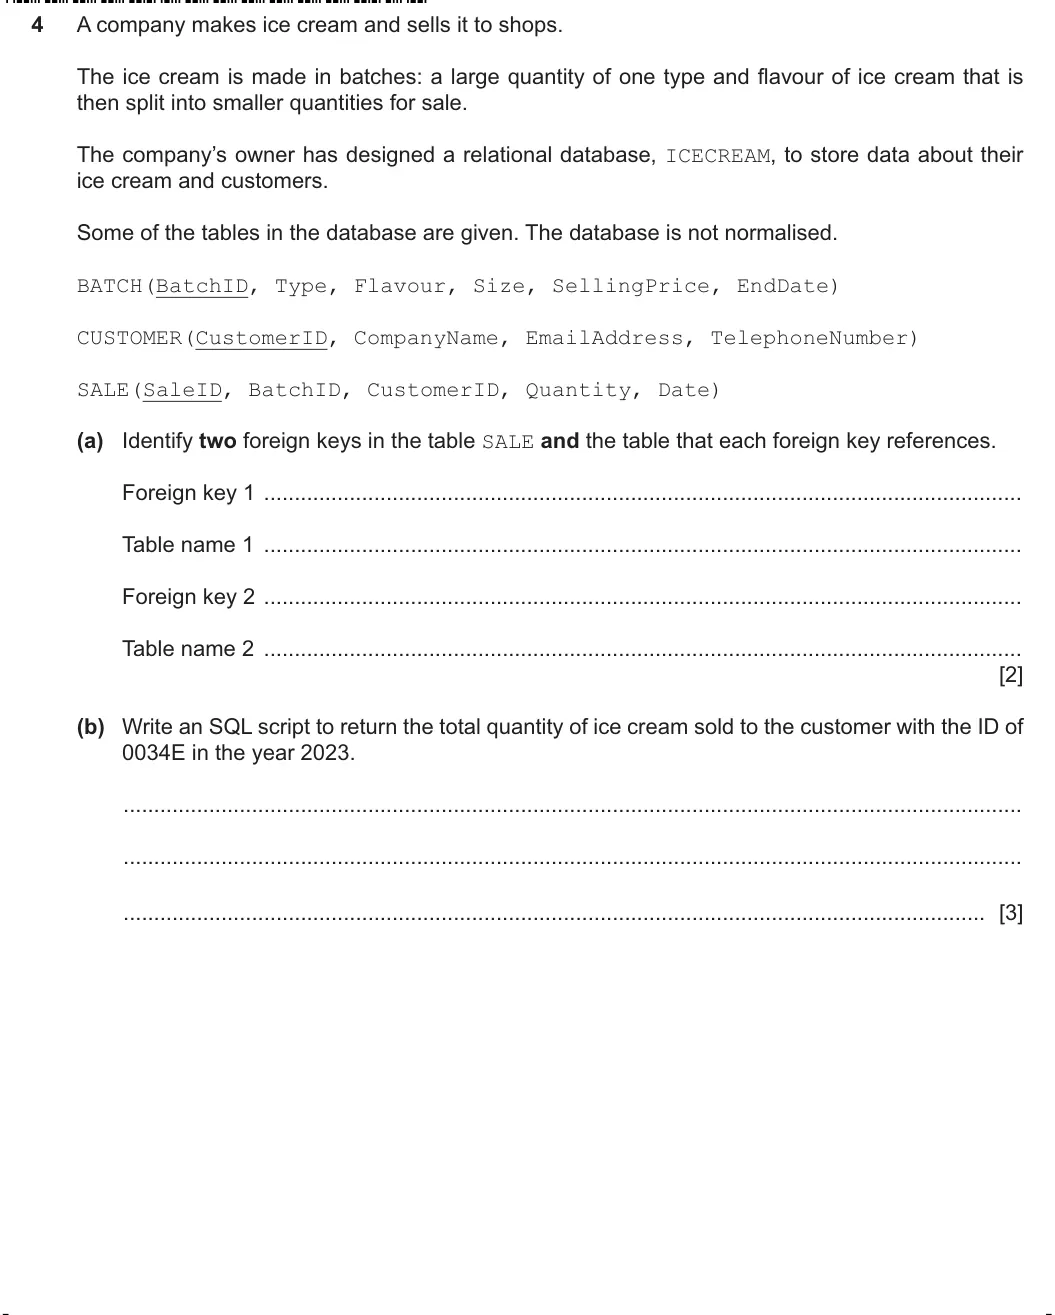 4 A company makes ice cream and sells it to shops.
The ice cream is made in batches: a large quantity of one type and flavour of ice cream that is
then split into smaller quantities for sale.
The company’s owner has designed a relational database, ICECREAM, to store data about their
ice cream and customers.
Some of the tables in the database are given. The database is not normalised.
BATCH(BatchID, Type, Flavour, Size, SellingPrice, EndDate)
CUSTOMER(CustomerID, CompanyName, EmailAddress, TelephoneNumber)
SALE(SaleID, BatchID, CustomerID, Quantity, Date)
(a) Identify two foreign keys in the table SALE and the table that each foreign key references.
Foreign key 1 ....................................................................................................
Table name 1 ....................................................................................................
Foreign key 2 ....................................................................................................
Table name 2 ....................................................................................................
[2]
(b) Write an SQL script to return the total quantity of ice cream sold to the customer with the ID of
0034E in the year 2023.
....................................................................................................
....................................................................................................
.................................................................................................... [3]